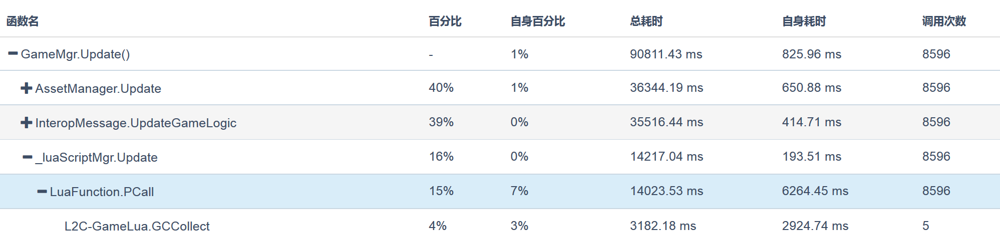 函数名 百分比 自身百分比 总耗时 自身耗时 调用次数
GameMgr.Update() - 1% 90811.43 ms 825.96 ms 8596
AssetManager.Update 40% 1% 36344.19 ms 650.88 ms 8596
InteropMessage.UpdateGameLogic 39% 0% 35516.44 ms 414.71 ms 8596
_luaScriptMgr.Update 16% 0% 14217.04 ms 193.51 ms 8596
LuaFunction.PCall 15% 7% 14023.53 ms 6264.45 ms 8596
L2C-GameLua.GCCollect 4% 3% 3182.18 ms 2924.74 ms 5